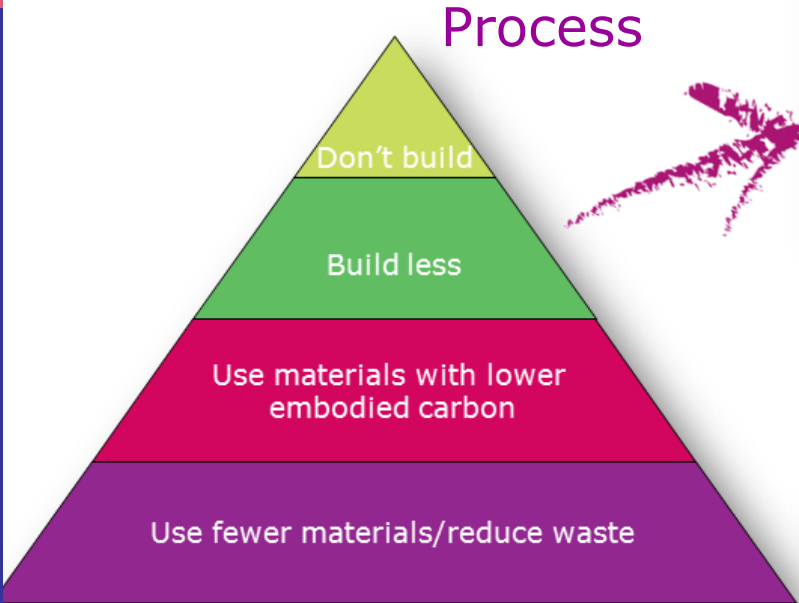 Process
Don’t build
Build less
Use materials with lower
embodied carbon
Use fewer materials/reduce waste